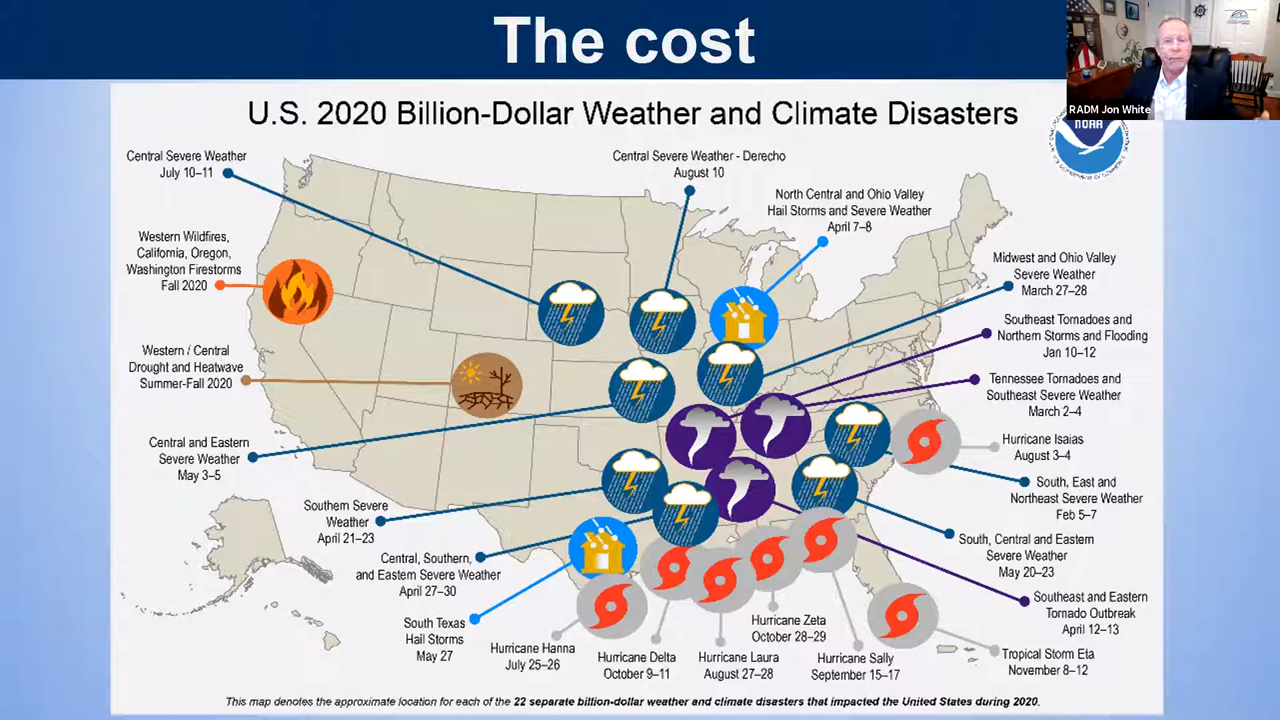 The cost
RADM Jon White
U.S. 2020 Billion-Dollar Weather and Climate Disasters
NOAA
Central Severe Weather
July 10–11
Central Severe Weather - Derecho
August 10
North Central and Ohio Valley
Hail Storms and Severe Weather
April 7–8
Western Wildfires,
California, Oregon,
Washington Firestorms
Fall 2020
Midwest and Ohio Valley
Severe Weather
March 27–28
Southeast Tornadoes and
Northern Storms and Flooding
Jan 10–12
Western / Central
Drought and Heatwave
Summer-Fall 2020
Tennessee Tornadoes and
Southeast Severe Weather
March 2–4
Central and Eastern
Severe Weather
May 3–5
Hurricane Isaias
August 3–4
South, East and
Northeast Severe Weather
Feb 5–7
Southern Severe
Weather
April 21–23
South, Central and Eastern
Severe Weather
May 20–23
Central, Southern,
and Eastern Severe Weather
April 27–30
Southeast and Eastern
Tornado Outbreak
April 12–13
South Texas
Hail Storms
May 27
Hurricane Hanna
July 25–26
Hurricane Delta
October 9–11
Hurricane Laura
August 27–28
Hurricane Zeta
October 28–29
Hurricane Sally
September 15–17
Tropical Storm Eta
November 8–12
This map denotes the approximate location for each of the 22 separate billion-dollar weather and climate disasters that impacted the United States during 2020.